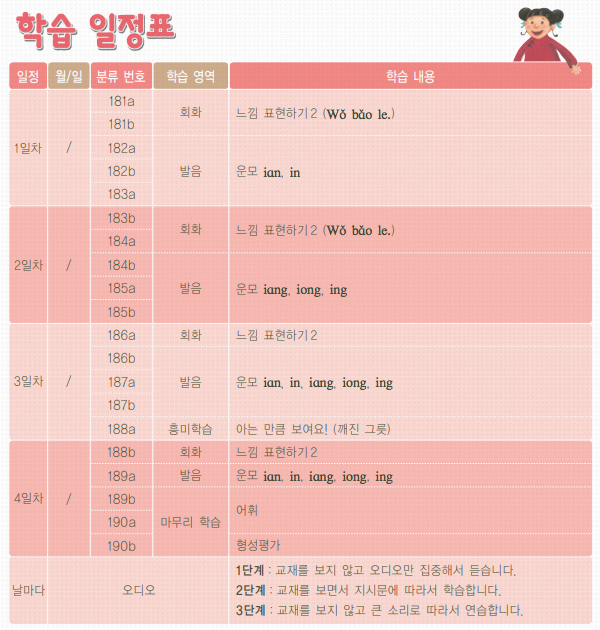 학습 일정표
일정 월/일 분류 번호 학습 영역 학습 내용
1일차 /
181a
181b
회화 느낌 표현하기 2 (Wǒ bǎo le.)
182a
182b
183a
발음 운모 ian, in
2일차 /
183b
184a
회화 느낌 표현하기 2 (Wǒ bǎo le.)
184b
185a
185b
발음 운모 iang, iong, ing
3일차 /
186a 회화 느낌 표현하기 2
186b
187a
187b
발음 운모 ian, in, iang, iong, ing
188a 흥미학습 아는 만큼 보여요! (깨진 그릇)
4일차 /
188b 회화 느낌 표현하기 2
189a 발음 운모 ian, in, iang, iong, ing
189b
190a
마무리 학습 어휘
190b 형성평가
날마다 오디오
1단계 : 교재를 보지 않고 오디오만 집중해서 듣습니다.
2단계 : 교재를 보면서 지시문에 따라서 학습합니다.
3단계 : 교재를 보지 않고 큰 소리로 따라서 연습합니다.